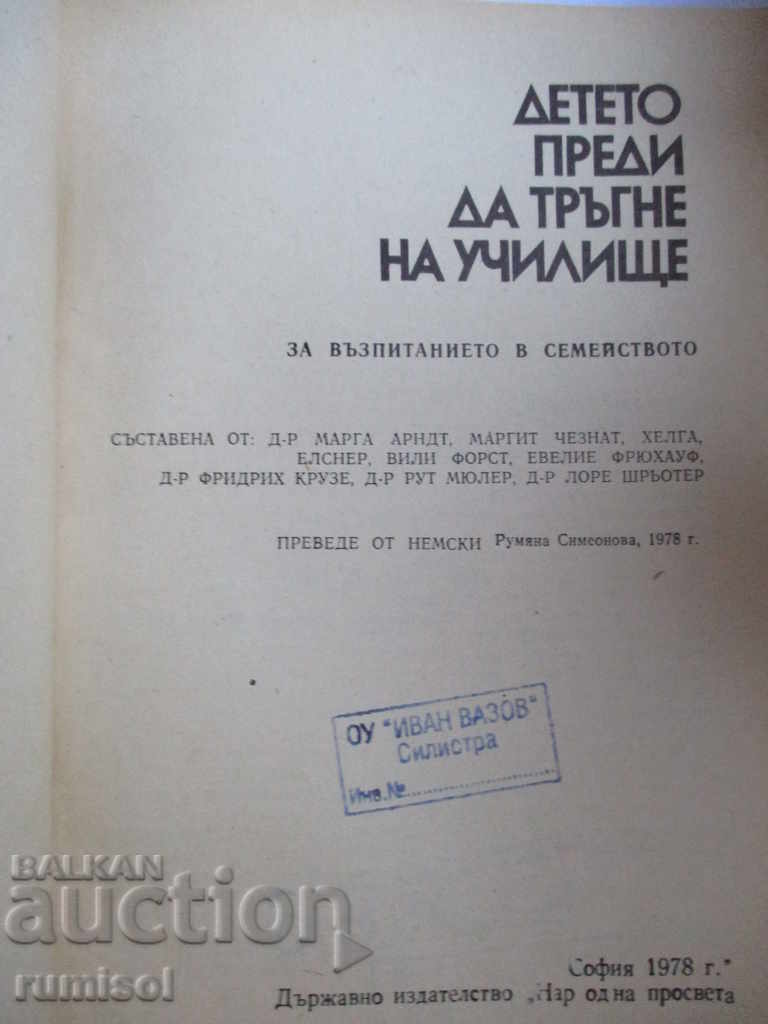 ДЕТЕТО
ПРЕДИ
ДА ТРЪГНЕ
НА УЧИЛИЩЕ
ЗА ВЪЗПИТАНИЕТО В СЕМЕЙСТВОТО
СЪСТАВЕНА ОТ: Д-Р МАРГА АРНДТ, МАРГИТ ЧЕЗНАТ, ХЕЛГА,
ЕЛСНЕР, ВИЛИ ФОРСТ, ЕВЕЛИЕ ФРЮХАУФ,
Д-Р ФРИДРИХ КРУЗЕ, Д-Р РУТ МЮЛЕР, Д-Р ЛОРЕ ШРЬОТЕР
ПРЕВЕДЕ ОТ НЕМСКИ Румяна Симеонова, 1978 г.
ОУ "ИВАН ВАЗОВ"
Силистра
Инв.№
BALKAN
auction
rumisol
София 1978 г.
Държавно издателство „Народна просвета